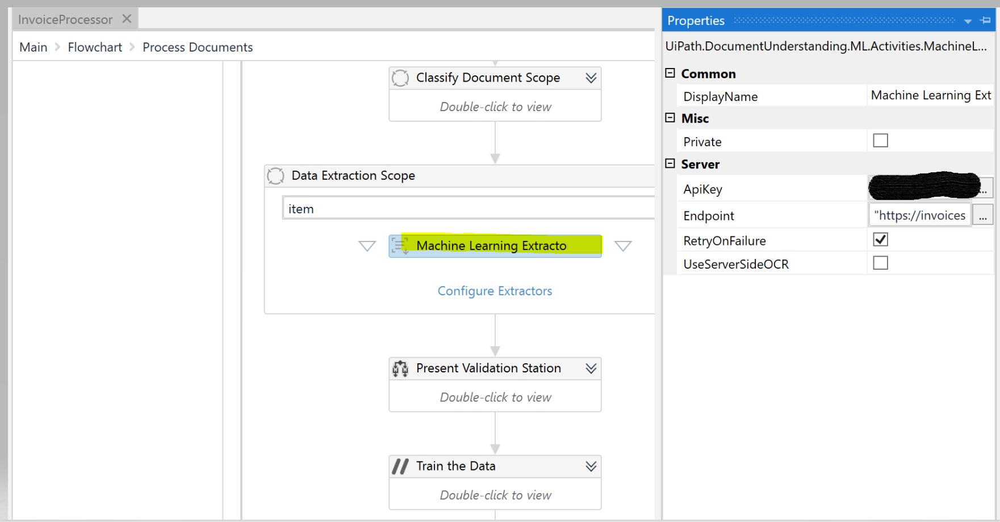 InvoiceProcessor
Main > Flowchart > Process Documents
Classify Document Scope
Double-click to view
Data Extraction Scope
item
Machine Learning Extracto
Configure Extractors
Present Validation Station
Double-click to view
Train the Data
Double-click to view
Properties
UiPath.DocumentUnderstanding.ML.Activities.MachineL...
Common
DisplayName Machine Learning Ext
Misc
Private
Server
ApiKey ...
Endpoint "https://invoices ...
RetryOnFailure
UseServerSideOCR